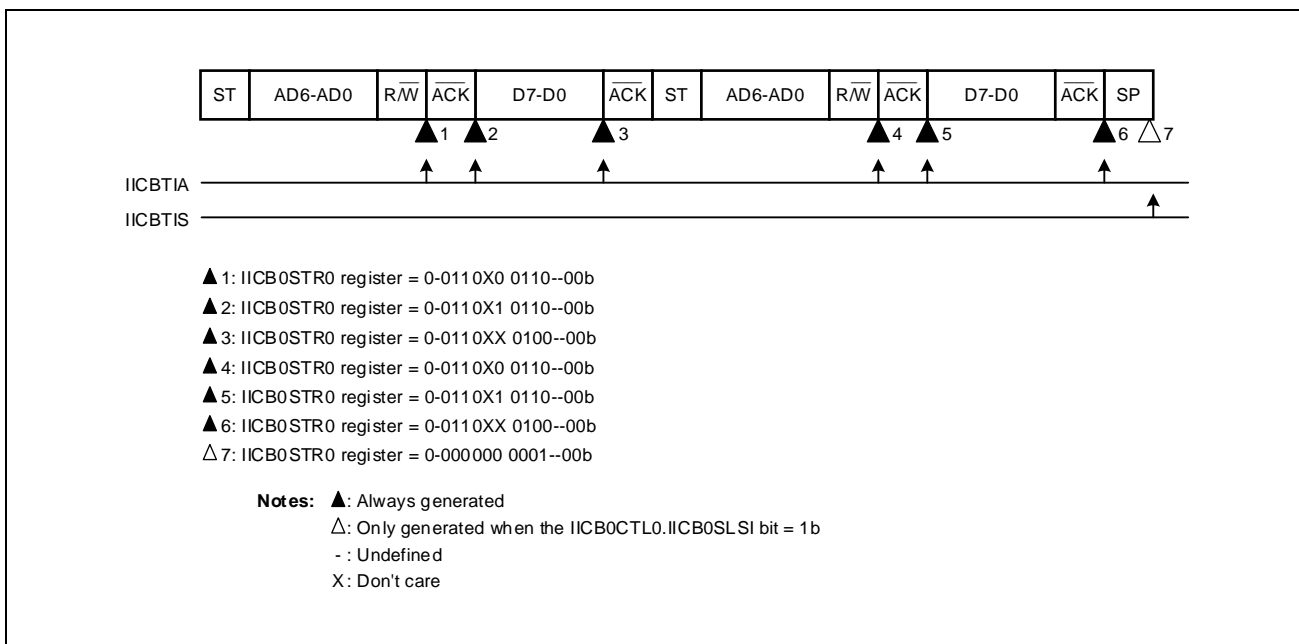 ST AD6-AD0 R/W ACK D7-D0 ACK ST AD6-AD0 R/W ACK D7-D0 ACK SP
▲1 ▲2 ▲3 ▲4 ▲5 ▲6 △7
IICBTIA
IICBTIS
▲1: IICB0STR0 register = 0-0110X0 0110--00b
▲2: IICB0STR0 register = 0-0110X1 0110--00b
▲3: IICB0STR0 register = 0-0110XX 0100--00b
▲4: IICB0STR0 register = 0-0110X0 0110--00b
▲5: IICB0STR0 register = 0-0110X1 0110--00b
▲6: IICB0STR0 register = 0-0110XX 0100--00b
△7: IICB0STR0 register = 0-000000 0001--00b
Notes: ▲: Always generated
△: Only generated when the IICB0CTL0.IICB0SLSI bit = 1b
- : Undefined
X: Don't care